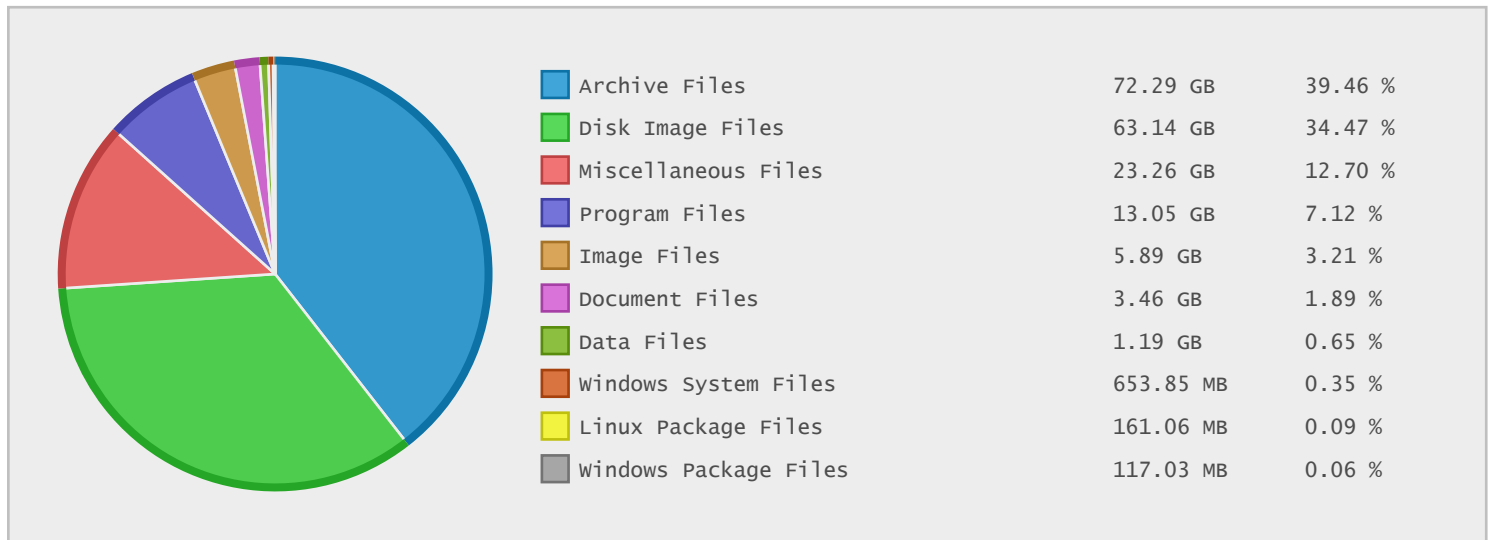 Archive Files 72.29 GB 39.46 %
Disk Image Files 63.14 GB 34.47 %
Miscellaneous Files 23.26 GB 12.70 %
Program Files 13.05 GB 7.12 %
Image Files 5.89 GB 3.21 %
Document Files 3.46 GB 1.89 %
Data Files 1.19 GB 0.65 %
Windows System Files 653.85 MB 0.35 %
Linux Package Files 161.06 MB 0.09 %
Windows Package Files 117.03 MB 0.06 %